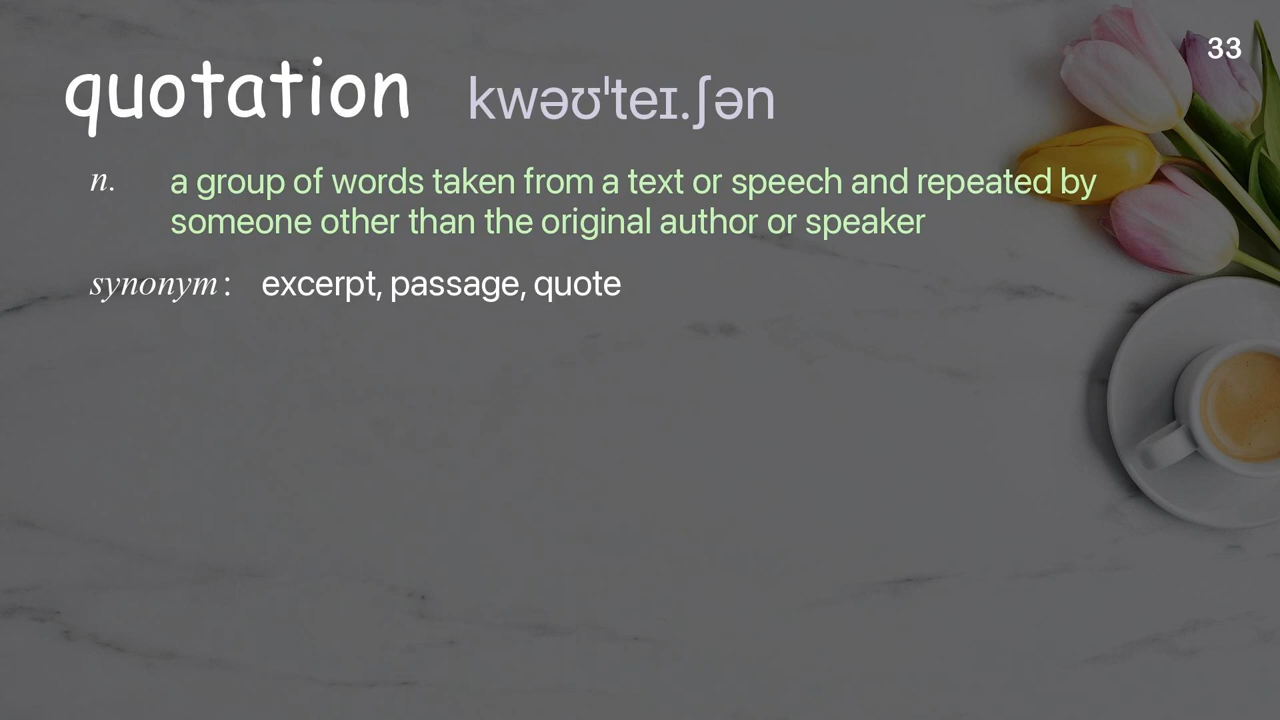 33
quotation kwəʊˈteɪ.ʃən
n. a group of words taken from a text or speech and repeated by
someone other than the original author or speaker
synonym: excerpt, passage, quote